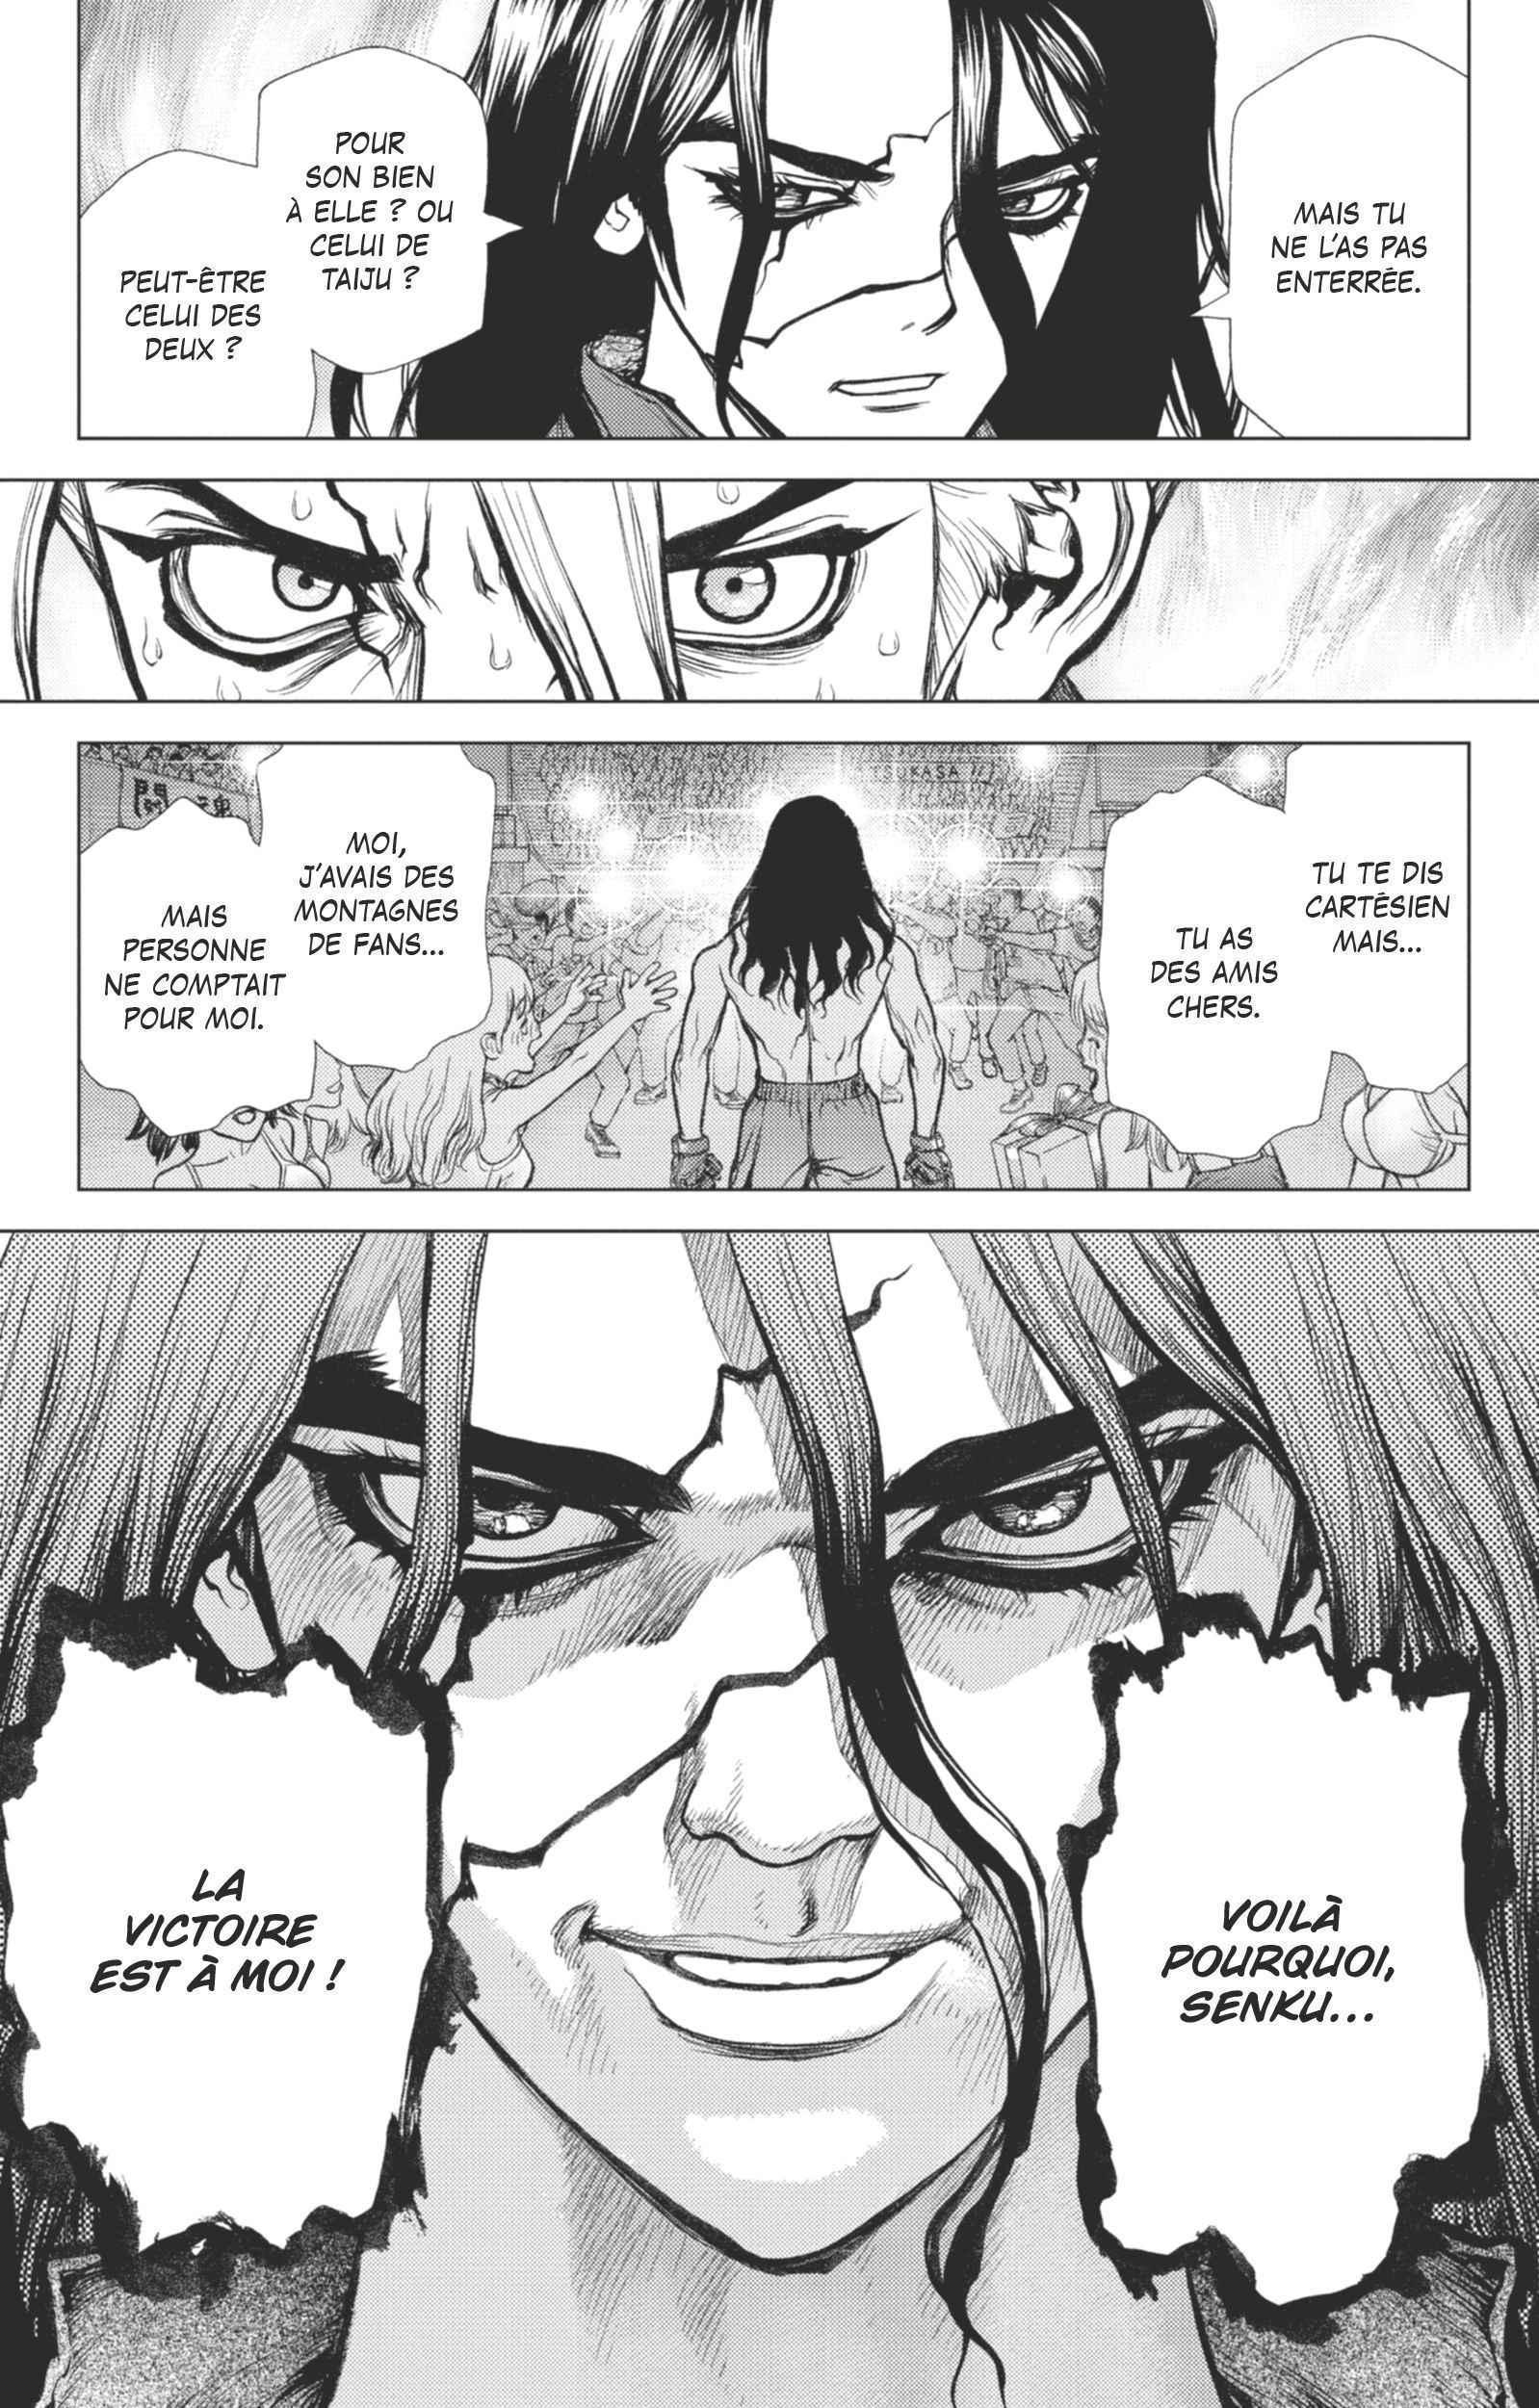 MAIS TU
NE L'AS PAS
ENTERRÉE.
POUR
SON BIEN
À ELLE ? OU
CELUI DE
TAIJU ?
PEUT-ÊTRE
CELUI DES
DEUX ?
TSUKASA !!
TU TE DIS
CARTÉSIEN
MAIS...
TU AS
DES AMIS
CHERS.
MOI,
J'AVAIS DES
MONTAGNES
DE FANS...
MAIS
PERSONNE
NE COMPTAIT
POUR MOI.
VOILÀ
POURQUOI,
SENKU...
LA
VICTOIRE
EST À MOI !